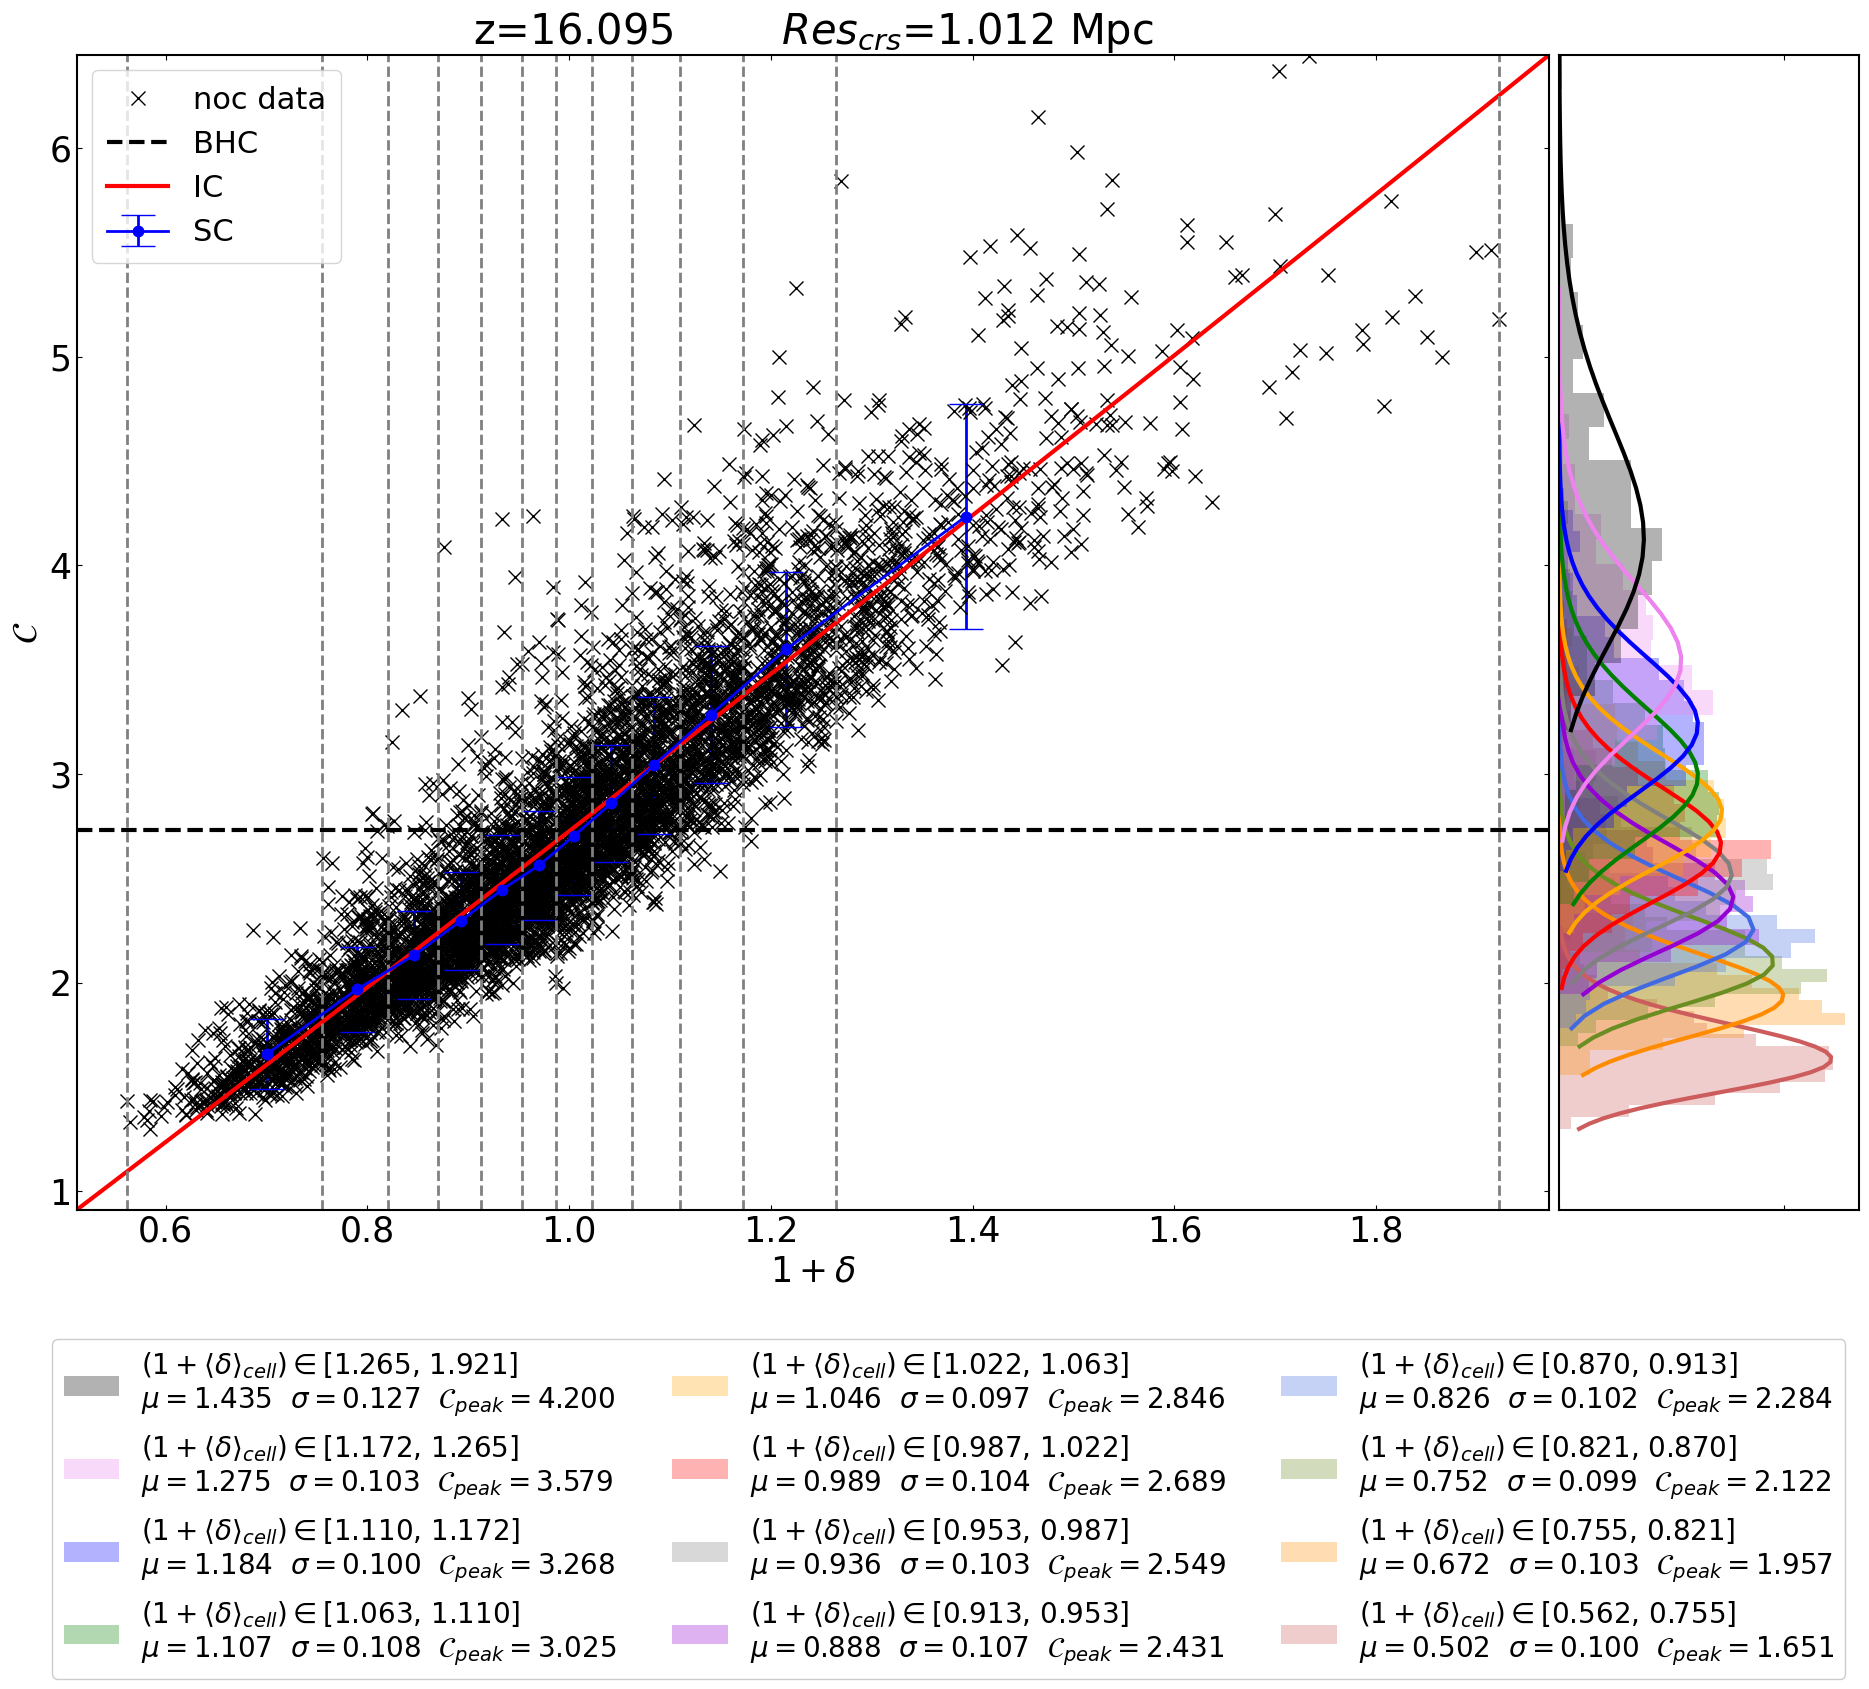 z=16.095 Res_crs=1.012 Mpc
noc data
BHC
IC
SC
6
5
4
3
2
1
𝒞
0.6 0.8 1.0 1.2 1.4 1.6 1.8
1 + δ
(1 + ⟨δ⟩_cell) ∈ [1.265, 1.921]
μ = 1.435 σ = 0.127 𝒞_peak = 4.200
(1 + ⟨δ⟩_cell) ∈ [1.172, 1.265]
μ = 1.275 σ = 0.103 𝒞_peak = 3.579
(1 + ⟨δ⟩_cell) ∈ [1.110, 1.172]
μ = 1.184 σ = 0.100 𝒞_peak = 3.268
(1 + ⟨δ⟩_cell) ∈ [1.063, 1.110]
μ = 1.107 σ = 0.108 𝒞_peak = 3.025
(1 + ⟨δ⟩_cell) ∈ [1.022, 1.063]
μ = 1.046 σ = 0.097 𝒞_peak = 2.846
(1 + ⟨δ⟩_cell) ∈ [0.987, 1.022]
μ = 0.989 σ = 0.104 𝒞_peak = 2.689
(1 + ⟨δ⟩_cell) ∈ [0.953, 0.987]
μ = 0.936 σ = 0.103 𝒞_peak = 2.549
(1 + ⟨δ⟩_cell) ∈ [0.913, 0.953]
μ = 0.888 σ = 0.107 𝒞_peak = 2.431
(1 + ⟨δ⟩_cell) ∈ [0.870, 0.913]
μ = 0.826 σ = 0.102 𝒞_peak = 2.284
(1 + ⟨δ⟩_cell) ∈ [0.821, 0.870]
μ = 0.752 σ = 0.099 𝒞_peak = 2.122
(1 + ⟨δ⟩_cell) ∈ [0.755, 0.821]
μ = 0.672 σ = 0.103 𝒞_peak = 1.957
(1 + ⟨δ⟩_cell) ∈ [0.562, 0.755]
μ = 0.502 σ = 0.100 𝒞_peak = 1.651